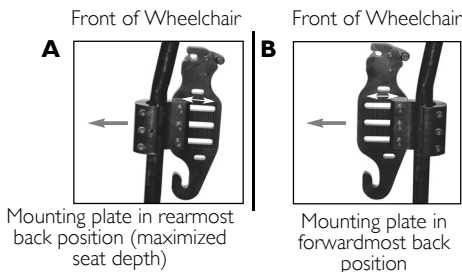 Front of Wheelchair
A
Mounting plate in rearmost
back position (maximized
seat depth)
Front of Wheelchair
B
Mounting plate in
forwardmost back
position